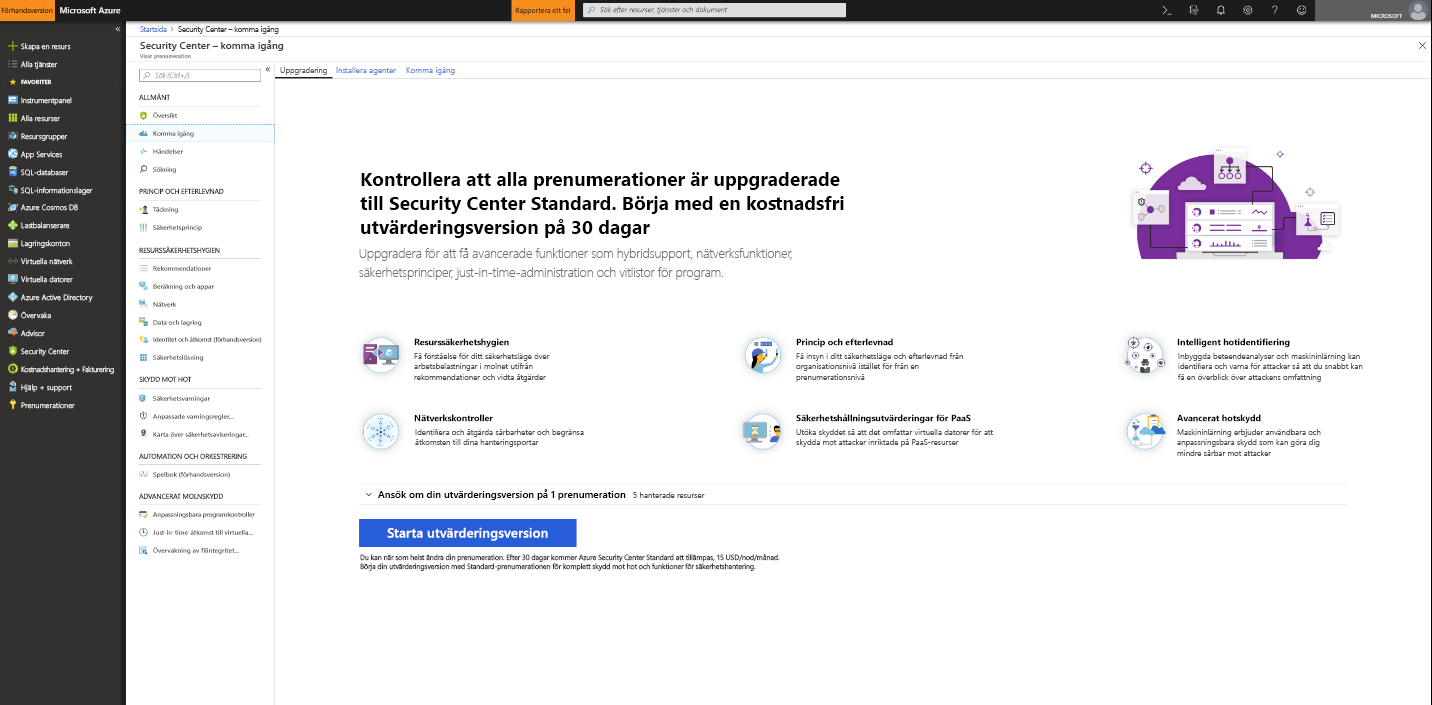 Förhandsversion
Microsoft Azure
Rapportera ett fel
Sök efter resurser, tjänster och dokument
MICROSOFT
«
Skapa en resurs
Alla tjänster
FAVORITER
Instrumentpanel
Alla resurser
Resursgrupper
App Services
SQL-databaser
SQL-informationslager
Azure Cosmos DB
Lastbalanserare
Lagringskonton
Virtuella nätverk
Virtuella datorer
Azure Active Directory
Övervaka
Advisor
Security Center
Kostnadshantering + Fakturering
Hjälp + support
Prenumerationer
Startsida > Security Center – komma igång
Security Center – komma igång
Visar prenumeration
Sök (Ctrl+/)
«
ALLMÄNT
Översikt
Komma igång
Händelser
Sökning
PRINCIP OCH EFTERLEVNAD
Täckning
Säkerhetsprincip
RESURSSÄKERHETSHYGIEN
Rekommendationer
Beräkning och appar
Nätverk
Data och lagring
Identitet och åtkomst (förhandsversion)
Säkerhetslösning
SKYDD MOT HOT
Säkerhetsvarningar
Anpassade varningsregler...
Karta över säkerhetsaviseringar...
AUTOMATION OCH ORKESTRERING
Spelbok (förhandsversion)
ADVANCERAT MOLNSKYDD
Anpassningsbara programkontroller
Just-in-time-åtkomst till virtuella...
Övervakning av filintegritet...
Uppgradering
Installera agenter
Komma igång
Kontrollera att alla prenumerationer är uppgraderade
till Security Center Standard. Börja med en kostnadsfri
utvärderingsversion på 30 dagar
Uppgradera för att få avancerade funktioner som hybridsupport, nätverksfunktioner,
säkerhetsprinciper, just-in-time-administration och vitlistor för program.
Resurssäkerhetshygien
Få förståelse för ditt säkerhetsläge över
arbetsbelastningar i molnet utifrån
rekommendationer och vidta åtgärder
Princip och efterlevnad
Få insyn i ditt säkerhetsläge och efterlevnad från
organisationsnivå istället för från en
prenumerationsnivå
Intelligent hotidentifiering
Inbyggda beteendeanalyser och maskininlärning kan
identifiera och varna för attacker så att du snabbt kan
få en överblick över attackens omfattning
Nätverkskontroller
Identifiera och åtgärda sårbarheter och begränsa
åtkomsten till dina hanteringsportar
Säkerhetshållningsutvärderingar för PaaS
Utöka skyddet så att det omfattar virtuella datorer för att
skydda mot attacker inriktade på PaaS-resurser
Avancerat hotskydd
Maskininlärning erbjuder användbara och
anpassningsbara skydd som kan göra dig
mindre sårbar mot attacker
Ansök om din utvärderingsversion på 1 prenumeration 5 hanterade resurser
Starta utvärderingsversion
Du kan när som helst ändra din prenumeration. Efter 30 dagar kommer Azure Security Center Standard att tillämpas, 15 USD/nod/månad.
Börja din utvärderingsversion med Standard-prenumerationen för komplett skydd mot hot och funktioner för säkerhetshantering.